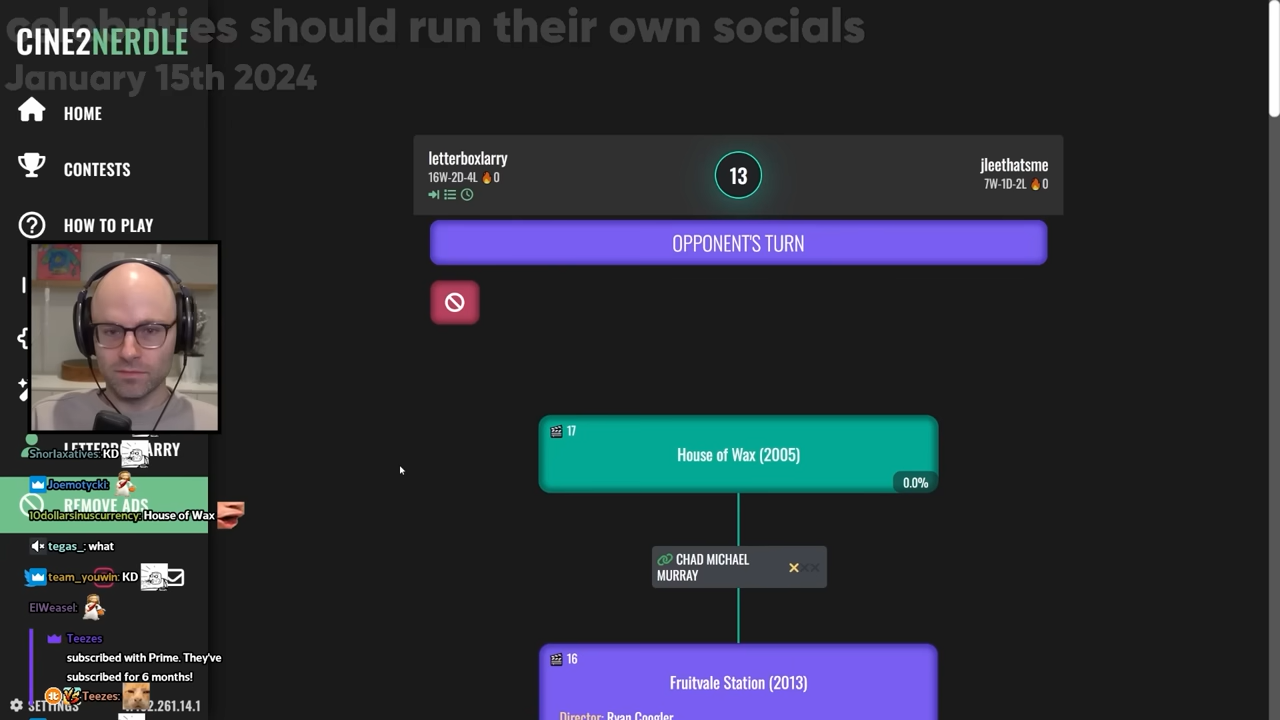 celebrities should run their own socials
CINE2NERDLE
January 15th 2024
HOME
CONTESTS
HOW TO PLAY
letterboxlarry
16W-2D-4L 0
13
jleethatsme
7W-1D-2L 0
OPPONENT'S TURN
17
House of Wax (2005)
0.0%
CHAD MICHAEL
MURRAY
16
Fruitvale Station (2013)
Director: Ryan Coogler
Snorlaxatives: KD
Joemotyckt:
REMOVE ADS
10dollarsinuscurrency: House of Wax
tegas_: what
team_youwin: KD
ElWeasel:
Teezes
subscribed with Prime. They've
subscribed for 6 months!
Teezes:
SETTINGS